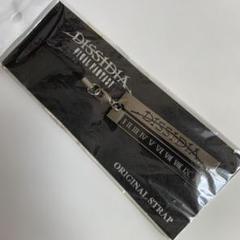 DISSIDIA
FINAL FANTASY
DISSIDIA
I II III IV V VI VII VIII IX
ORIGINAL STRAP